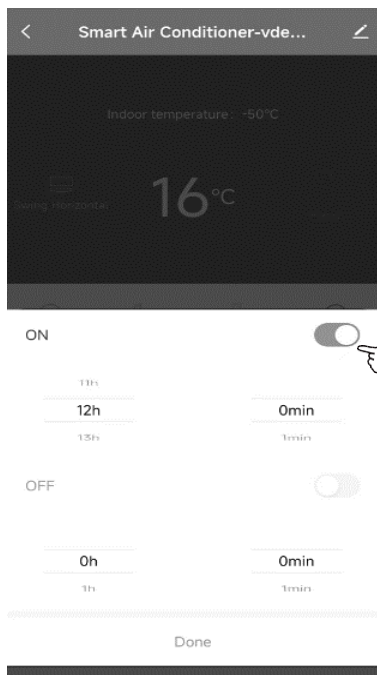 Smart Air Conditioner-vde...
Indoor temperature: -50°C
Swing Horizontal
16°C
ON
11h
12h 0min
13h 1min
OFF
0h 0min
1h 1min
Done